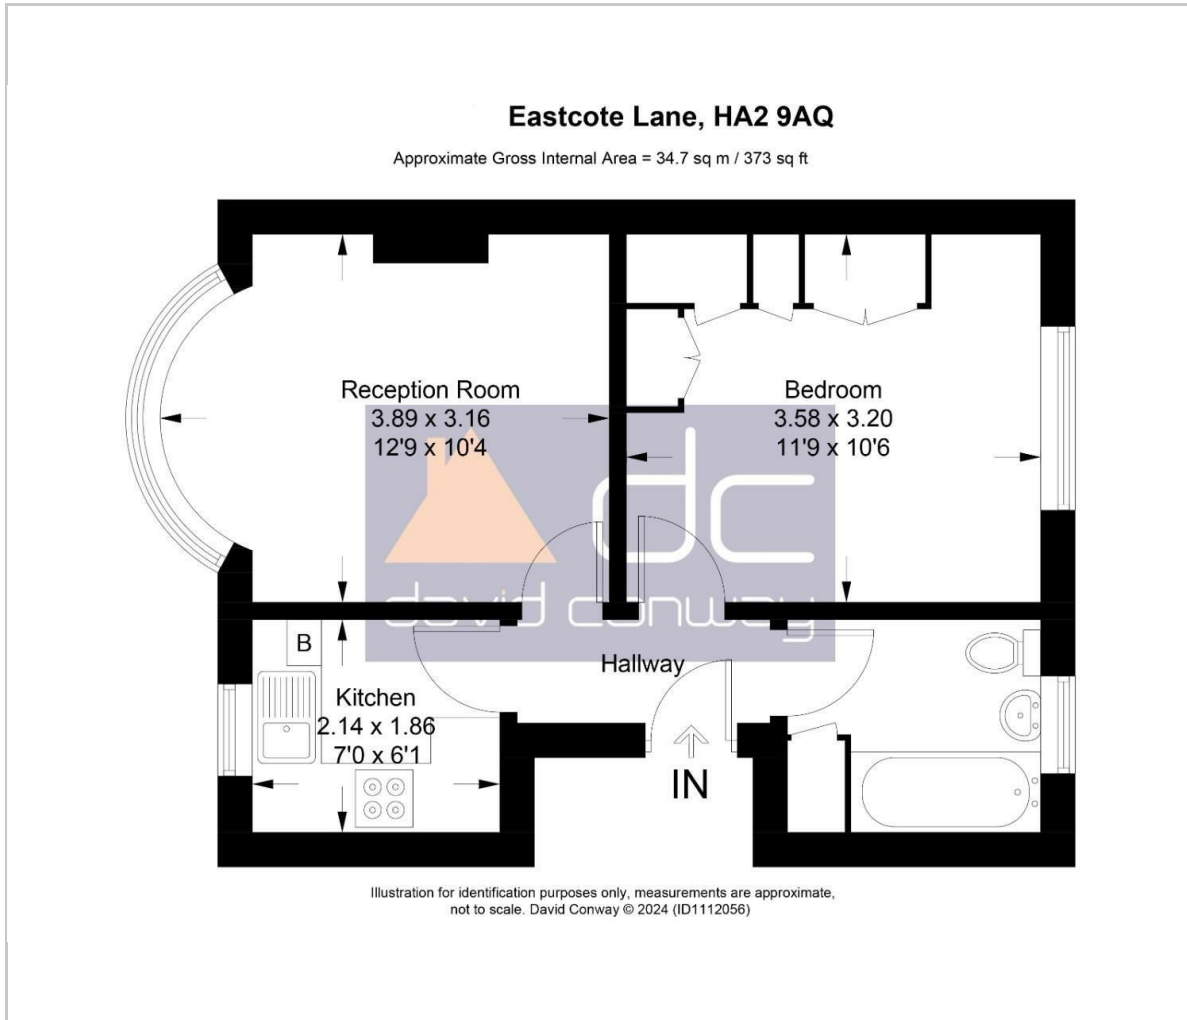 Eastcote Lane, HA2 9AQ
Approximate Gross Internal Area = 34.7 sq m / 373 sq ft
Reception Room
3.89 x 3.16
12'9 x 10'4
Bedroom
3.58 x 3.20
11'9 x 10'6
dc
david conway
Hallway
B
Kitchen
2.14 x 1.86
7'0 x 6'1
IN
Illustration for identification purposes only, measurements are approximate,
not to scale. David Conway © 2024 (ID1112056)